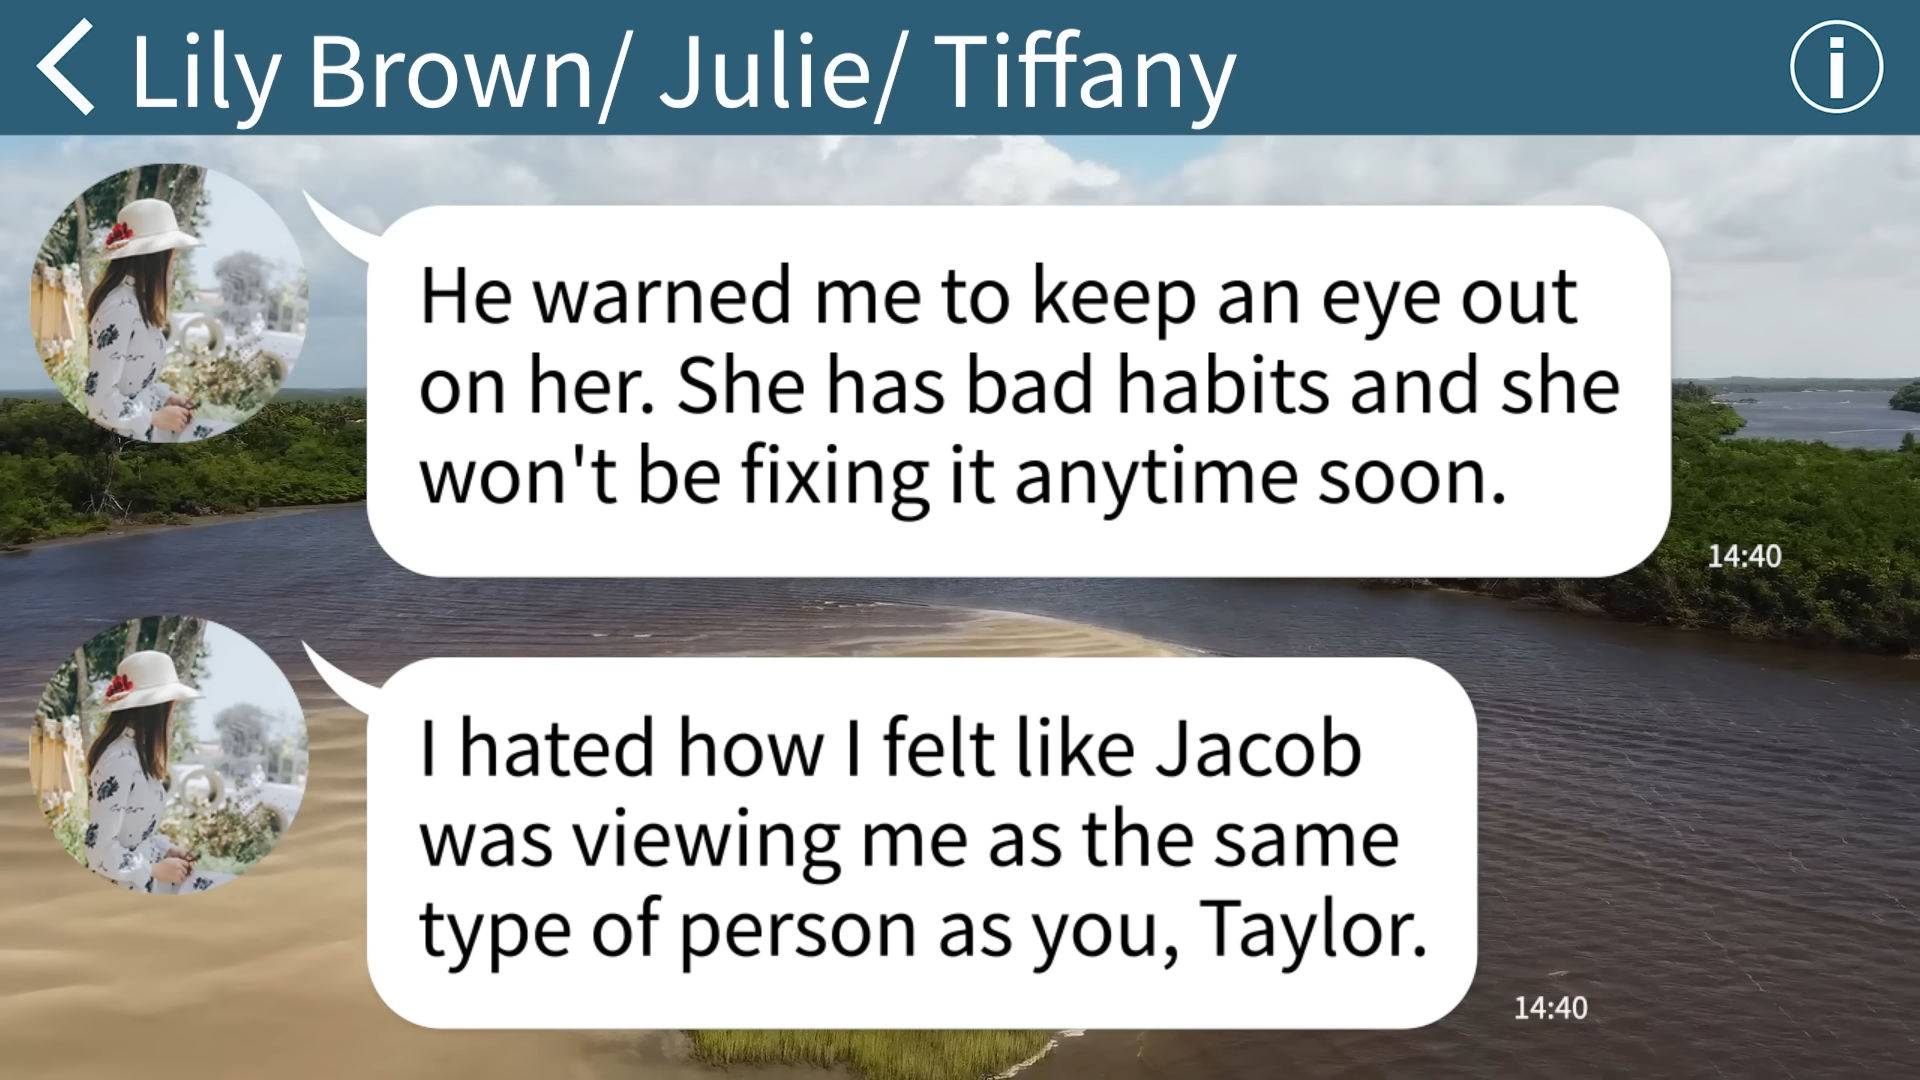 Lily Brown/ Julie/ Tiffany
He warned me to keep an eye out
on her. She has bad habits and she
won't be fixing it anytime soon.
14:40
I hated how I felt like Jacob
was viewing me as the same
type of person as you, Taylor.
14:40